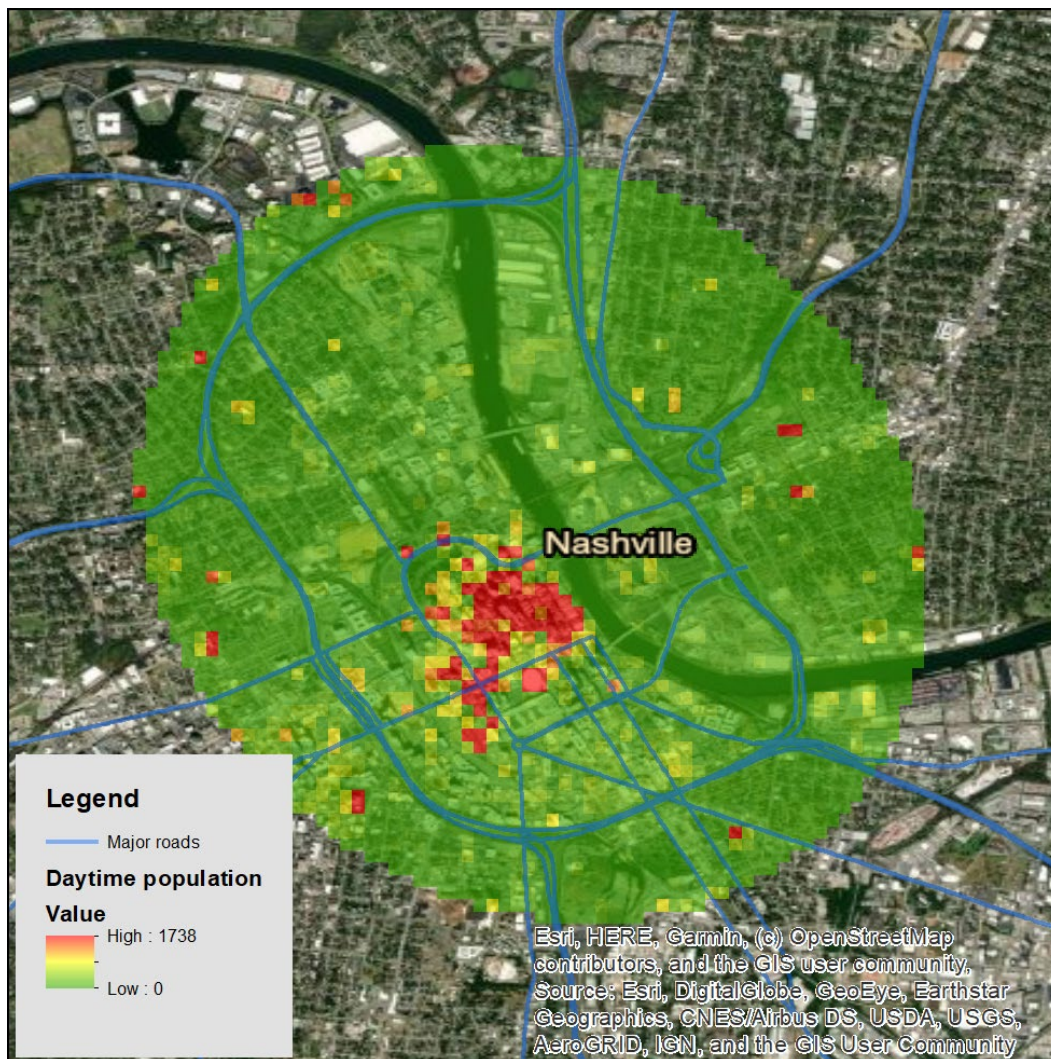 Nashville
Legend
Major roads
Daytime population
Value
High : 1738
Low : 0
Esri, HERE, Garmin, (c) OpenStreetMap
contributors, and the GIS user community,
Source: Esri, DigitalGlobe, GeoEye, Earthstar
Geographics, CNES/Airbus DS, USDA, USGS,
AeroGRID, IGN, and the GIS User Community